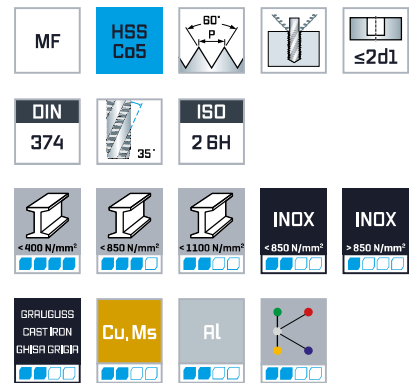 MF
HSS
Co5
60°
P
≤2d1
DIN
374
35°
ISO
2 6H
<400 N/mm²
<850 N/mm²
<1100 N/mm²
INOX
<850 N/mm²
INOX
>850 N/mm²
GRAUGUSS
CAST IRON
GHISA GRIGIA
Cu, Ms
Al